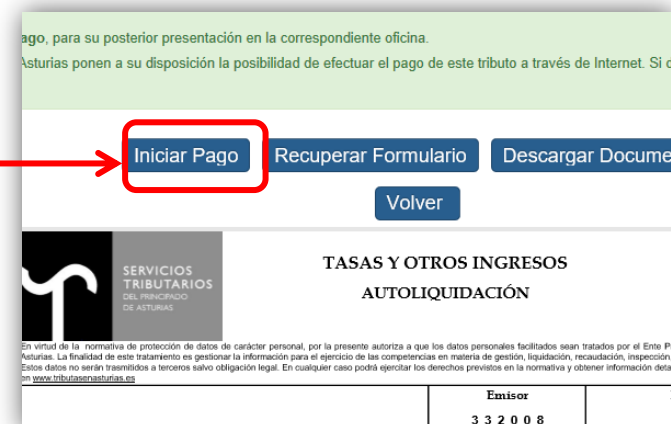 ago, para su posterior presentación en la correspondiente oficina.
Asturias ponen a su disposición la posibilidad de efectuar el pago de este tributo a través de Internet. Si
Iniciar Pago Recuperar Formulario Descargar Docume
Volver
SERVICIOS
TRIBUTARIOS
DEL PRINCIPADO
DE ASTURIAS
TASAS Y OTROS INGRESOS
AUTOLIQUIDACIÓN
En virtud de la normativa de protección de datos de carácter personal, por la presente autoriza a que los datos personales facilitados sean tratados por el Ente
Asturias. La finalidad de este tratamiento es gestionar la información para el ejercicio de las competencias en materia de gestión, liquidación, recaudación, inspección,
Estos datos no serán trasmitidos a terceros salvo obligación legal. En cualquier caso podrá ejercitar los derechos previstos en la normativa y obtener información
en www.tributasenasturias.es
Emisor
3 3 2 0 0 8